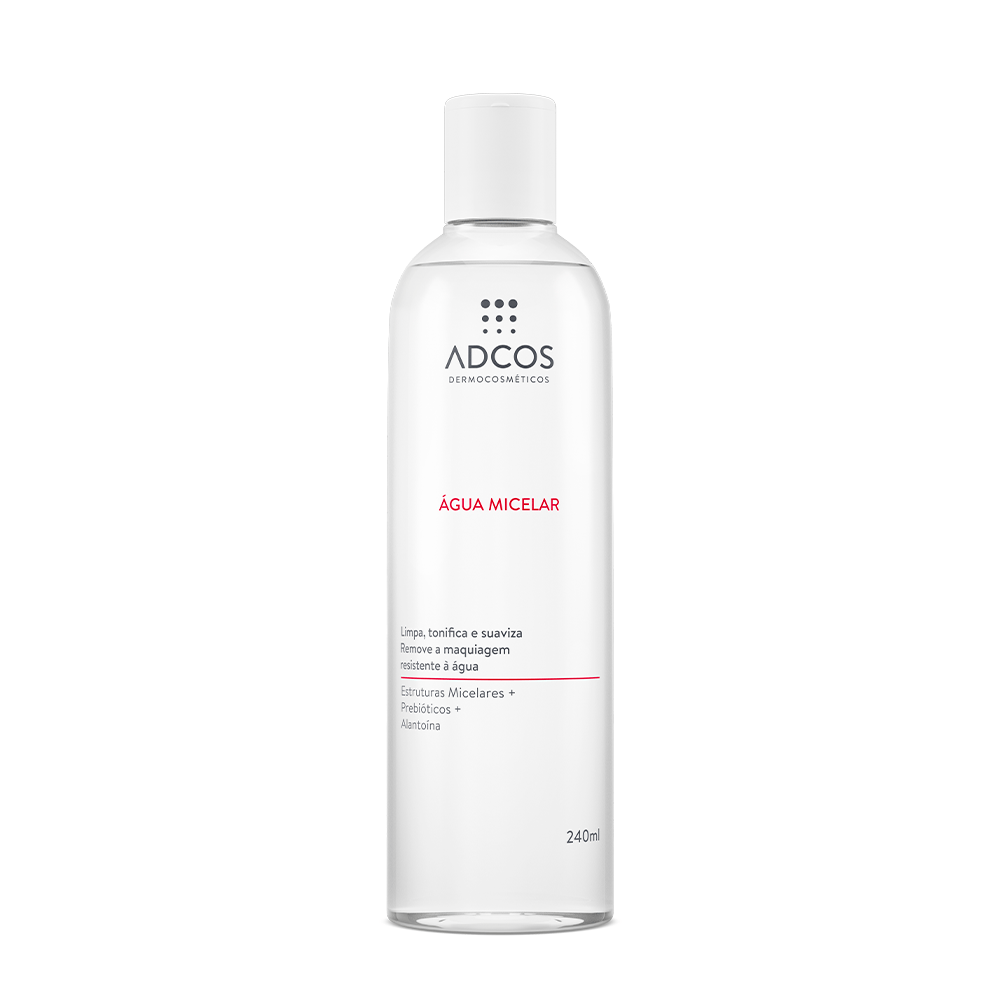 ADCOS
DERMOCOSMÉTICOS
ÁGUA MICELAR
Limpa, tonifica e suaviza
Remove a maquiagem
resistente à água
Estruturas Micelares +
Prebióticos +
Alantoína
240ml